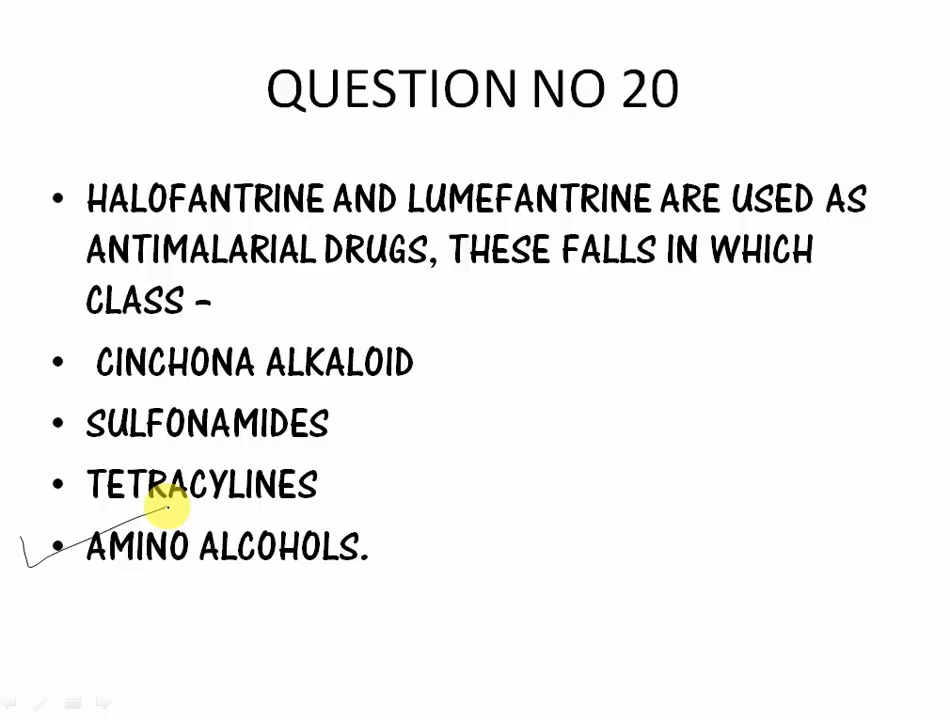 QUESTION NO 20
• HALOFANTRINE AND LUMEFANTRINE ARE USED AS
ANTIMALARIAL DRUGS, THESE FALLS IN WHICH
CLASS –
• CINCHONA ALKALOID
• SULFONAMIDES
• TETRACYLINES
• AMINO ALCOHOLS.